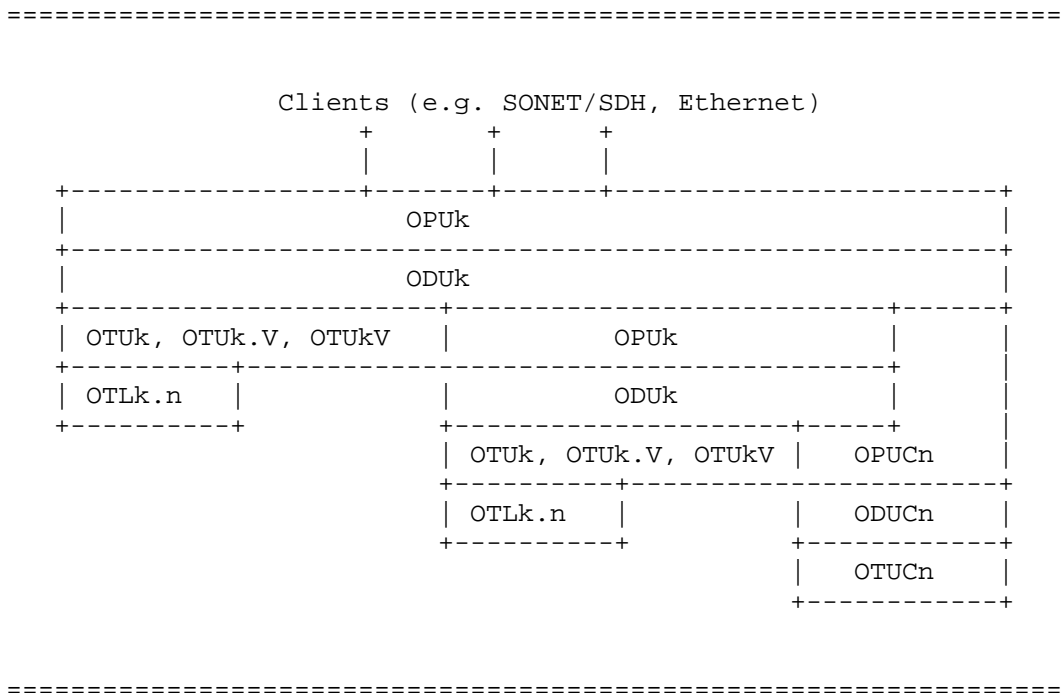 Clients (e.g. SONET/SDH, Ethernet)
OPUk
ODUk
OTUk, OTUk.V, OTUkV OPUk
OTLk.n ODUk
OTUk, OTUk.V, OTUkV OPUCn
OTLk.n ODUCn
OTUCn